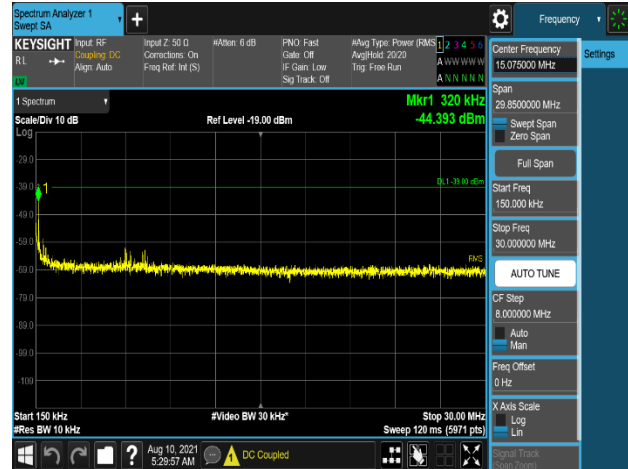 Spectrum Analyzer 1
Swept SA
Frequency
KEYSIGHT
Input: RF
Coupling: DC
Align: Auto
Input Z: 50 Ω
Corrections: On
Freq Ref: Int (S)
#Atten: 6 dB
PNO: Fast
Gate: Off
IF Gain: Low
Sig Track: Off
#Avg Type: Power (RMS)
Avg|Hold: 20/20
Trig: Free Run
1 2 3 4 5 6
A W W W W W
A N N N N N
R L
LW
1 Spectrum
Scale/Div 10 dB
Ref Level -19.00 dBm
Mkr1 320 kHz
-44.393 dBm
Log
-29.0
-39.0
1
DL1 -39.00 dBm
-49.0
-59.0
RMS
-69.0
-79.0
-89.0
-99.0
-109
Start 150 kHz
#Video BW 30 kHz*
Stop 30.00 MHz
#Res BW 10 kHz
Sweep 120 ms (5971 pts)
Aug 10, 2021
5:29:57 AM
DC Coupled
Center Frequency
15.075000 MHz
Settings
Span
29.8500000 MHz
Swept Span
Zero Span
Full Span
Start Freq
150.000 kHz
Stop Freq
30.000000 MHz
AUTO TUNE
CF Step
8.000000 MHz
Auto
Man
Freq Offset
0 Hz
X Axis Scale
Log
Lin
Signal Track
(Span Zoom)